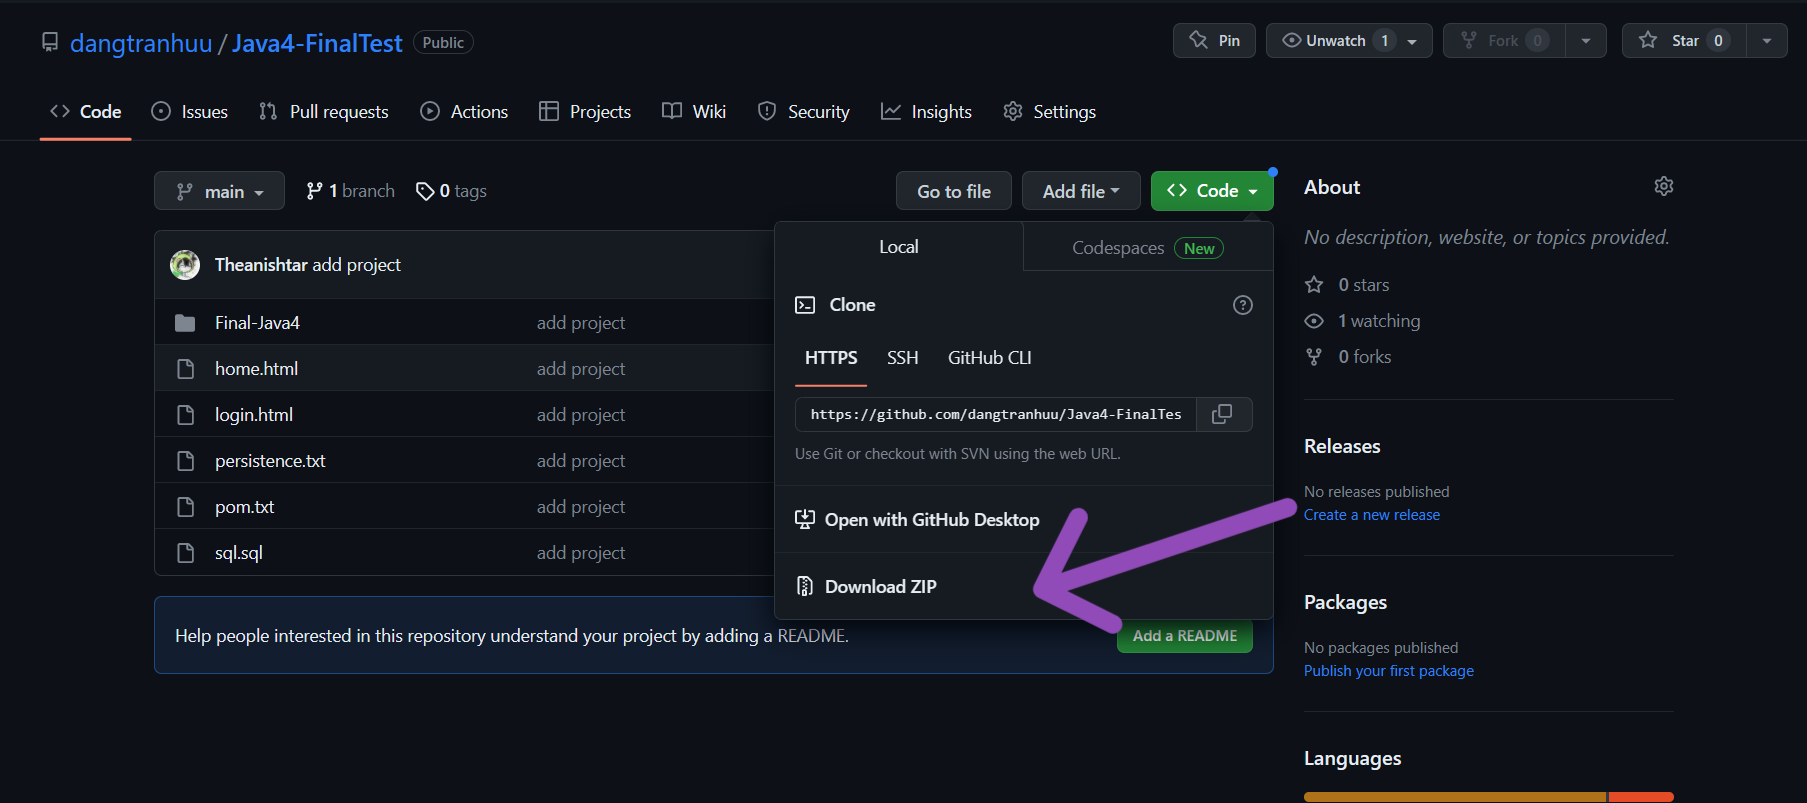 dangtranhuu / Java4-FinalTest Public
Pin
Unwatch 1
Fork 0
Star 0
Code
Issues
Pull requests
Actions
Projects
Wiki
Security
Insights
Settings
main
1 branch
0 tags
Go to file
Add file
Code
Theanishtar add project
Final-Java4 add project
home.html add project
login.html add project
persistence.txt add project
pom.txt add project
sql.sql add project
Local
Codespaces New
Clone
HTTPS SSH GitHub CLI
https://github.com/dangtranhuu/Java4-FinalTes
Use Git or checkout with SVN using the web URL.
Open with GitHub Desktop
Download ZIP
Help people interested in this repository understand your project by adding a README.
Add a README
About
No description, website, or topics provided.
0 stars
1 watching
0 forks
Releases
No releases published
Create a new release
Packages
No packages published
Publish your first package
Languages